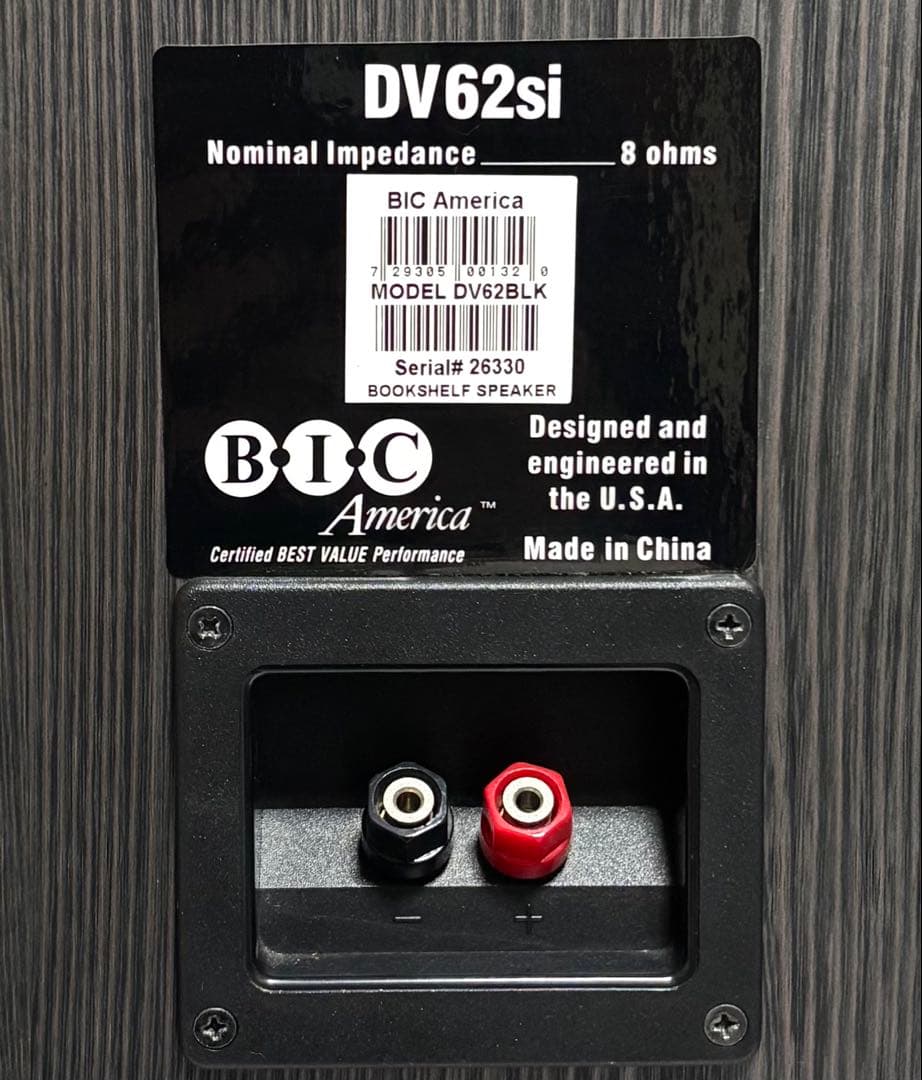 DV62si
Nominal Impedance 8 ohms
BIC America
7 29305 00132 0
MODEL DV62BLK
Serial# 26330
BOOKSHELF SPEAKER
B•I•C
America™
Certified BEST VALUE Performance
Designed and
engineered in
the U.S.A.
Made in China
− +